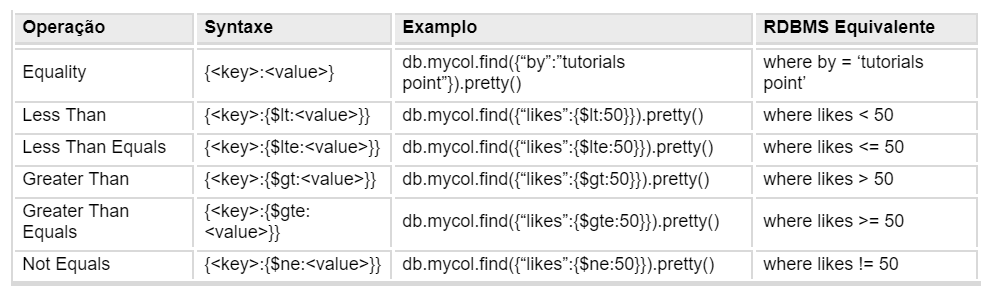 Operação Syntaxe Examplo RDBMS Equivalente
Equality {<key>:<value>} db.mycol.find({“by”:”tutorials point”}).pretty() where by = ‘tutorials point’
Less Than {<key>:{$lt:<value>}} db.mycol.find({“likes”:{$lt:50}}).pretty() where likes < 50
Less Than Equals {<key>:{$lte:<value>}} db.mycol.find({“likes”:{$lte:50}}).pretty() where likes <= 50
Greater Than {<key>:{$gt:<value>}} db.mycol.find({“likes”:{$gt:50}}).pretty() where likes > 50
Greater Than Equals {<key>:{$gte:<value>}} db.mycol.find({“likes”:{$gte:50}}).pretty() where likes >= 50
Not Equals {<key>:{$ne:<value>}} db.mycol.find({“likes”:{$ne:50}}).pretty() where likes != 50